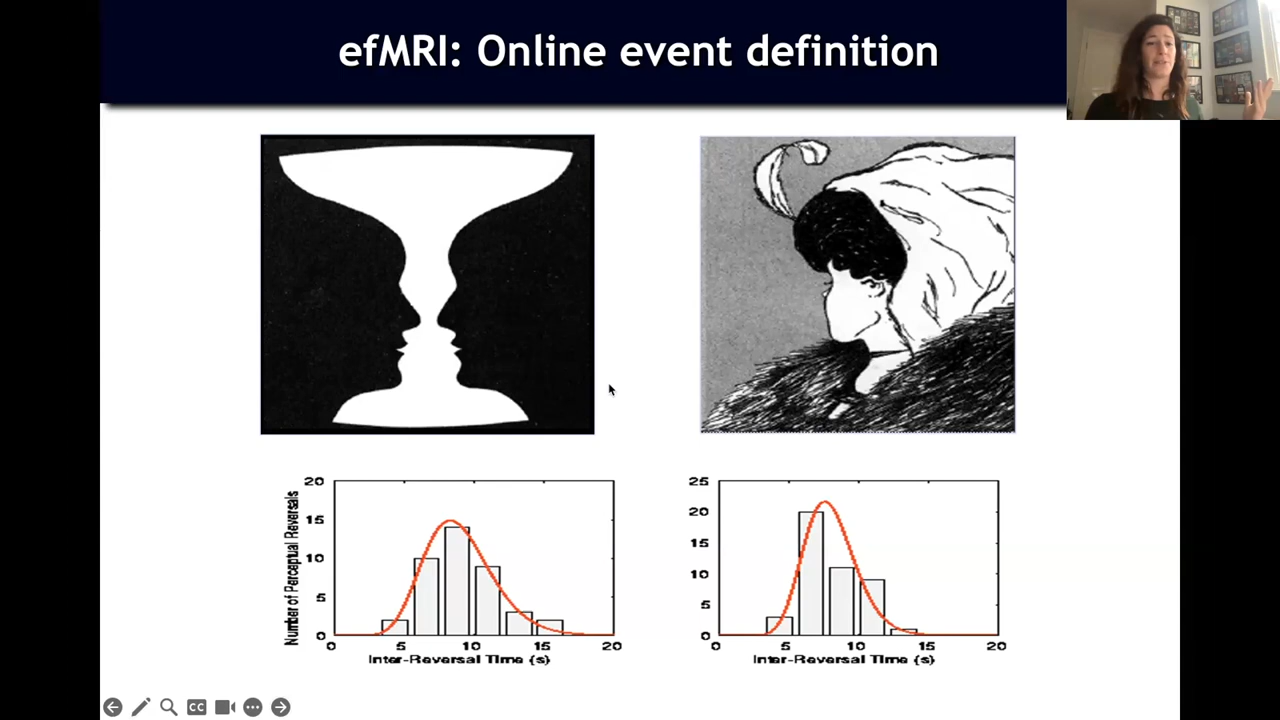 efMRI: Online event definition
Number of Perceptual Reversals
20
15
10
5
0
0 5 10 15 20
Inter-Reversal Time (s)
25
20
15
10
5
0
0 5 10 15 20
Inter-Reversal Time (s)
CC